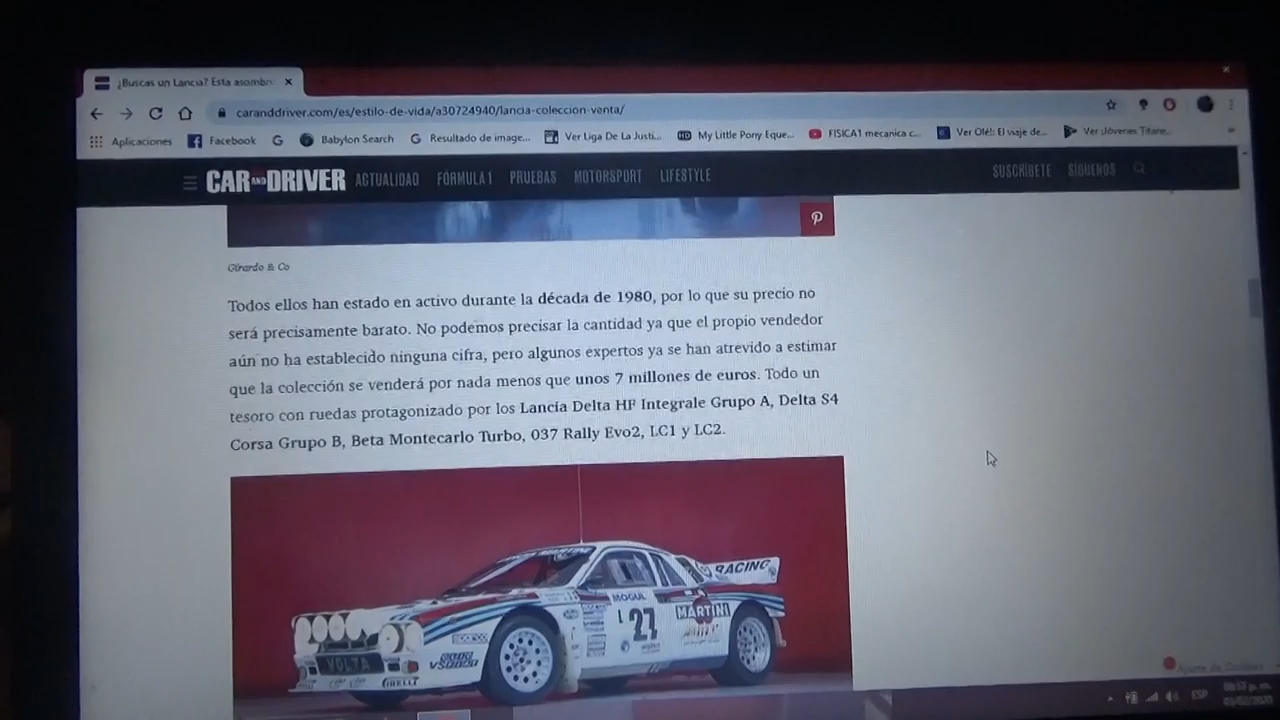 ¿Buscas un Lancia? Esta asombr
caranddriver.com/es/estilo-de-vida/a30724940/lancia-coleccion-venta/
Aplicaciones Facebook Babylon Search Resultado de image... Ver Liga De La Justi... My Little Pony Eque... FISICA1 mecanica c... Ver Olé!: El viaje de... Ver Jóvenes Titane...
CAR AND DRIVER ACTUALIDAD FÓRMULA 1 PRUEBAS MOTORSPORT LIFESTYLE SUSCRÍBETE SÍGUENOS
Girardo & Co
Todos ellos han estado en activo durante la década de 1980, por lo que su precio no
será precisamente barato. No podemos precisar la cantidad ya que el propio vendedor
aún no ha establecido ninguna cifra, pero algunos expertos ya se han atrevido a estimar
que la colección se venderá por nada menos que unos 7 millones de euros. Todo un
tesoro con ruedas protagonizado por los Lancia Delta HF Integrale Grupo A, Delta S4
Corsa Grupo B, Beta Montecarlo Turbo, 037 Rally Evo2, LC1 y LC2.
RACING
MOGUL
27
MARTINI
VOLTA
PIRELLI
ESP